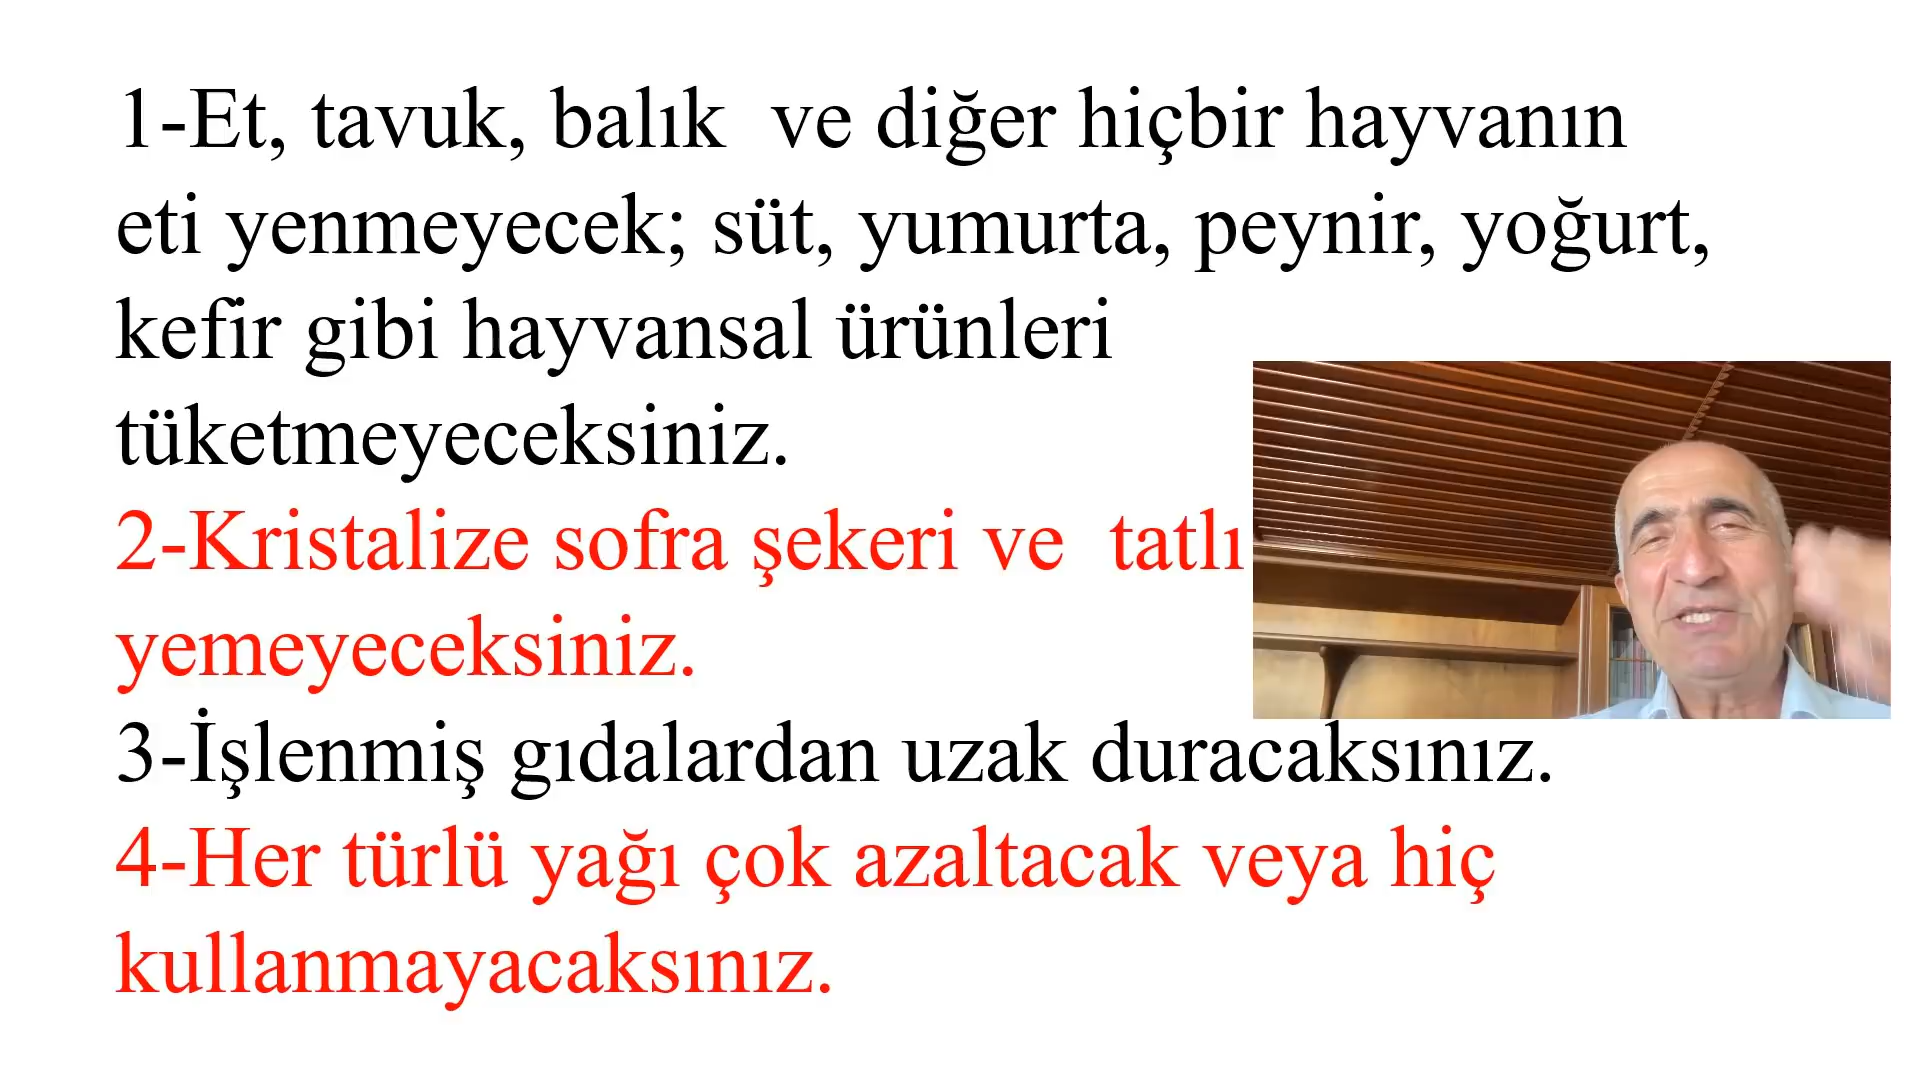 1-Et, tavuk, balık ve diğer hiçbir hayvanın
eti yenmeyecek; süt, yumurta, peynir, yoğurt,
kefir gibi hayvansal ürünleri
tüketmeyeceksiniz.
2-Kristalize sofra şekeri ve tatlı
yemeyeceksiniz.
3-İşlenmiş gıdalardan uzak duracaksınız.
4-Her türlü yağı çok azaltacak veya hiç
kullanmayacaksınız.